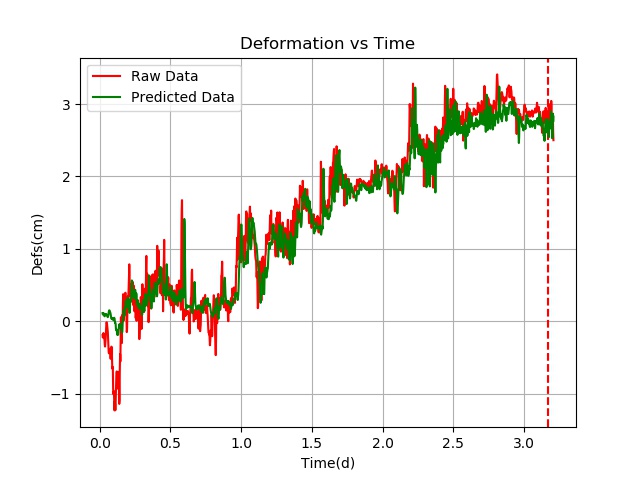 Deformation vs Time
Raw Data
Predicted Data
Defs(cm)
3
2
1
0
−1
0.0 0.5 1.0 1.5 2.0 2.5 3.0
Time(d)